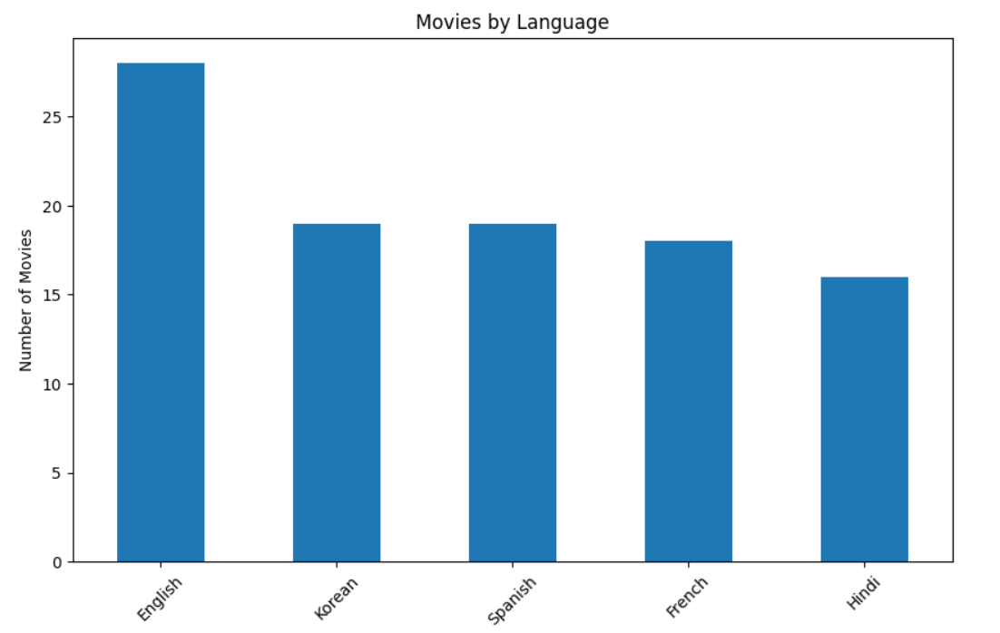 Movies by Language
Number of Movies
25
20
15
10
5
0
English
Korean
Spanish
French
Hindi